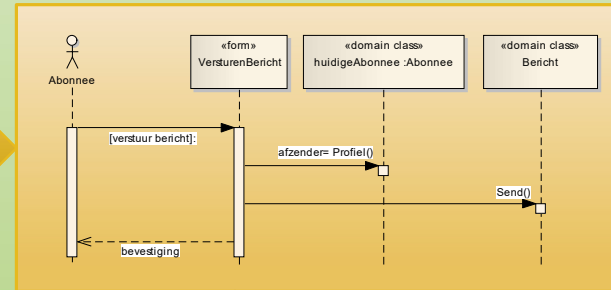 «form»
VersturenBericht
«domain class»
huidigeAbonnee :Abonnee
«domain class»
Bericht
Abonnee
[verstuur bericht]:
afzender= Profiel()
Send()
bevestiging